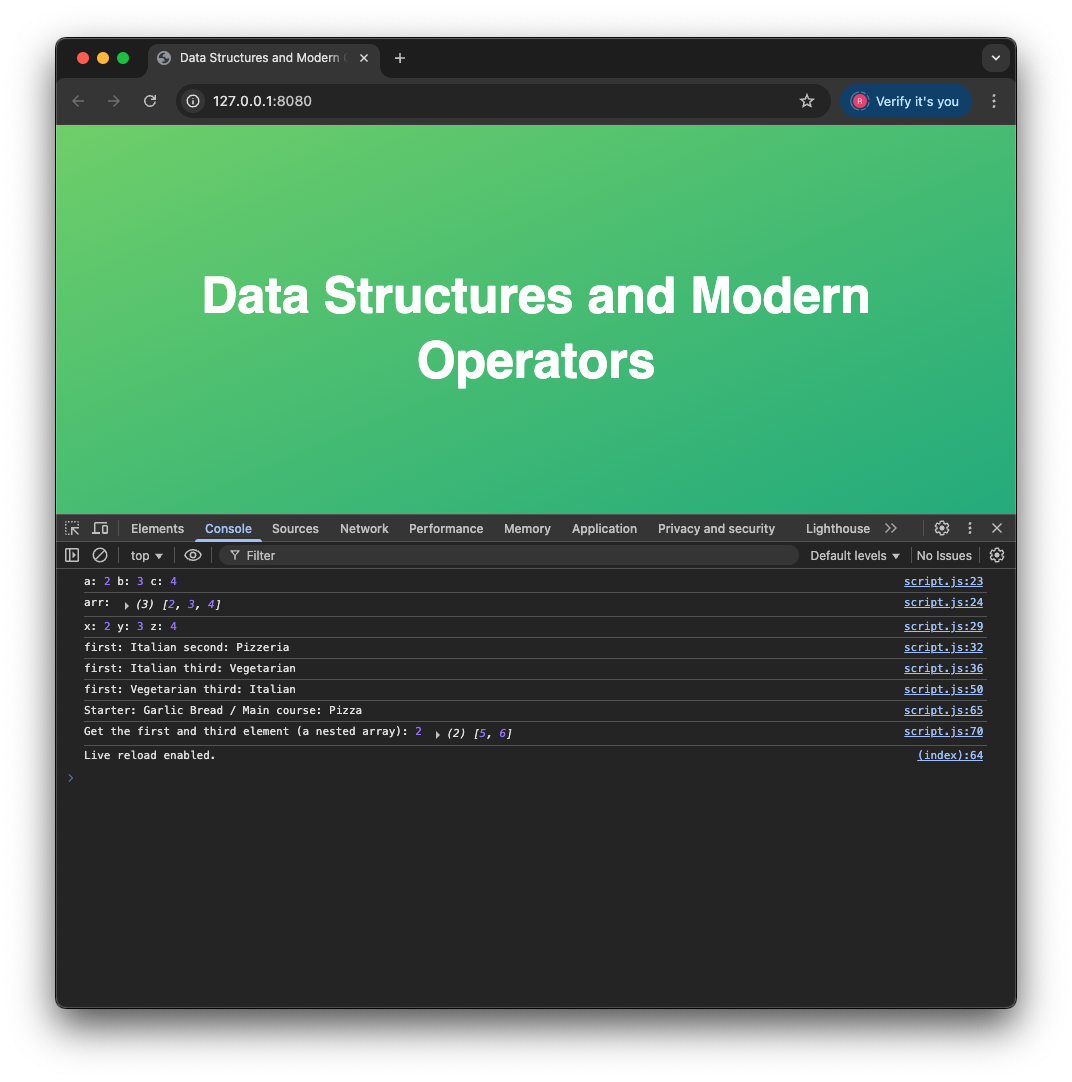 Data Structures and Modern
127.0.0.1:8080
R
Verify it's you
Data Structures and Modern
Operators
Elements Console Sources Network Performance Memory Application Privacy and security Lighthouse
top Filter Default levels No Issues
a: 2 b: 3 c: 4 script.js:23
arr: (3) [2, 3, 4] script.js:24
x: 2 y: 3 z: 4 script.js:29
first: Italian second: Pizzeria script.js:32
first: Italian third: Vegetarian script.js:36
first: Vegetarian third: Italian script.js:50
Starter: Garlic Bread / Main course: Pizza script.js:65
Get the first and third element (a nested array): 2 (2) [5, 6] script.js:70
Live reload enabled. (index):64